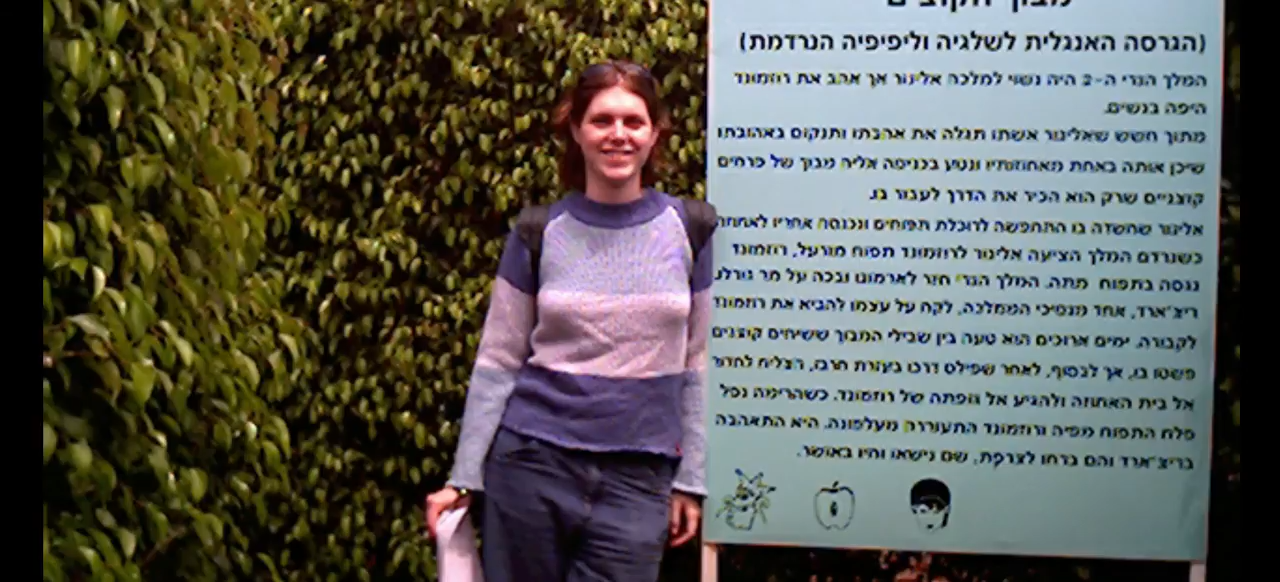 מבוך הקוצים
(הגרסה האנגלית לשלגיה וליפיפיה הנרדמת)
המלך הנרי ה-2 היה נשוי למלכה אלינור אך אהב את רוזמונד
היפה בנשים.
מתוך חשש שאלינור אשתו תגלה את אהבתו ותנקום באהובתו
שיכן אותה באחת מאחוזותיו ונטע בכניסה אליה מבוך של פרחים
קוצניים שרק הוא הכיר את הדרך לעבור בו.
אלינור שחשדה בו התחפשה לרוכלת תפוחים ונכנסה אחריו לאחוזה
כשנרדם המלך הציעה אלינור לרוזמונד תפוח מורעל, רוזמונד
נגסה בתפוח ומתה. המלך הנרי חזר לארמונו ובכה על מר גורלו.
ריצ'ארד, אחד מנסיכי הממלכה, לקח על עצמו להביא את רוזמונד
לקבורה. ימים ארוכים הוא טעה בין שבילי המבוך ששיחים קוצניים
פשטו בו, אך לבסוף, לאחר שפילס דרכו בעזרת חרבו, הצליח לחדור
אל בית האחוזה ולהגיע אל גופתה של רוזמונד. כשהרימה נפל
פלח התפוח מפיה ורוזמונד התעוררה מעלפונה. היא התאהבה
בריצ'ארד והם ברחו לצרפת, שם נישאו וחיו באושר.